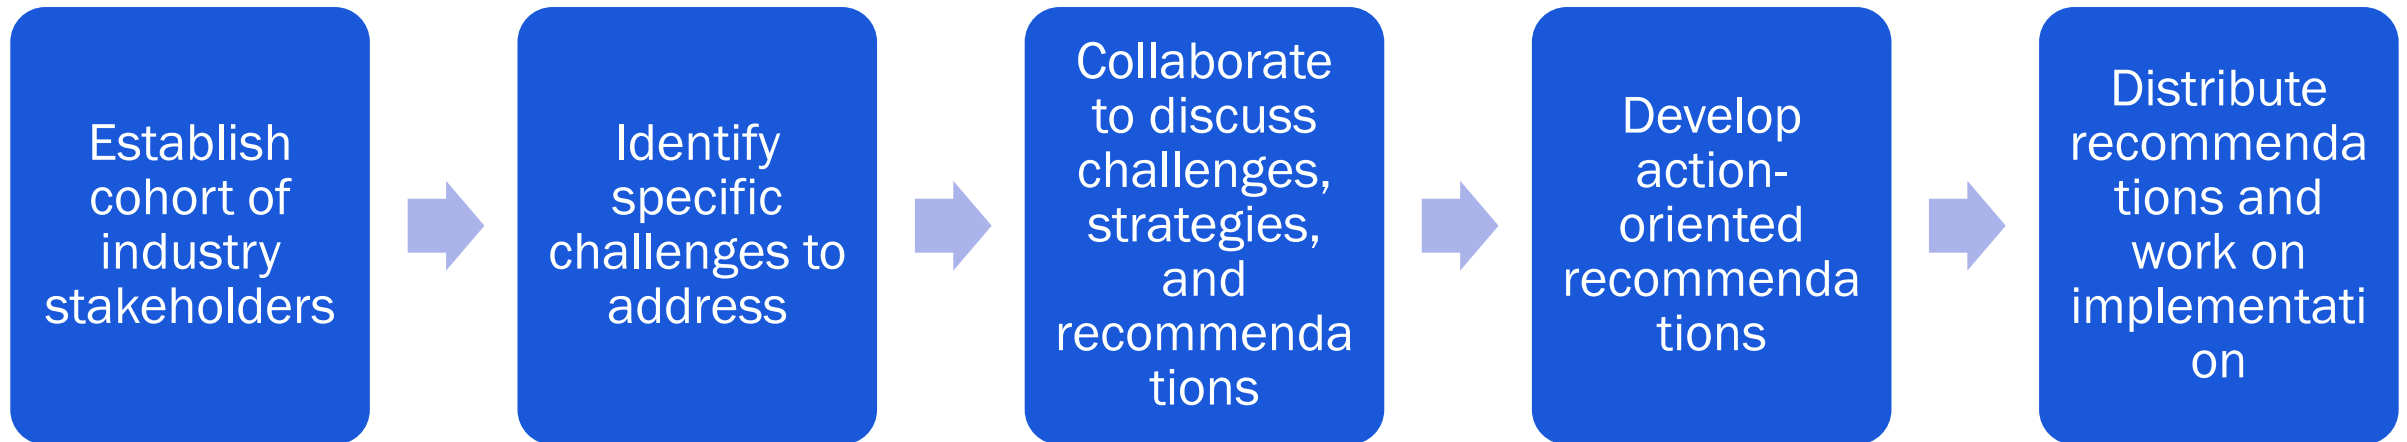 Establish
cohort of
industry
stakeholders
Identify
specific
challenges to
address
Collaborate
to discuss
challenges,
strategies,
and
recommenda
tions
Develop
action-
oriented
recommenda
tions
Distribute
recommenda
tions and
work on
implementati
on